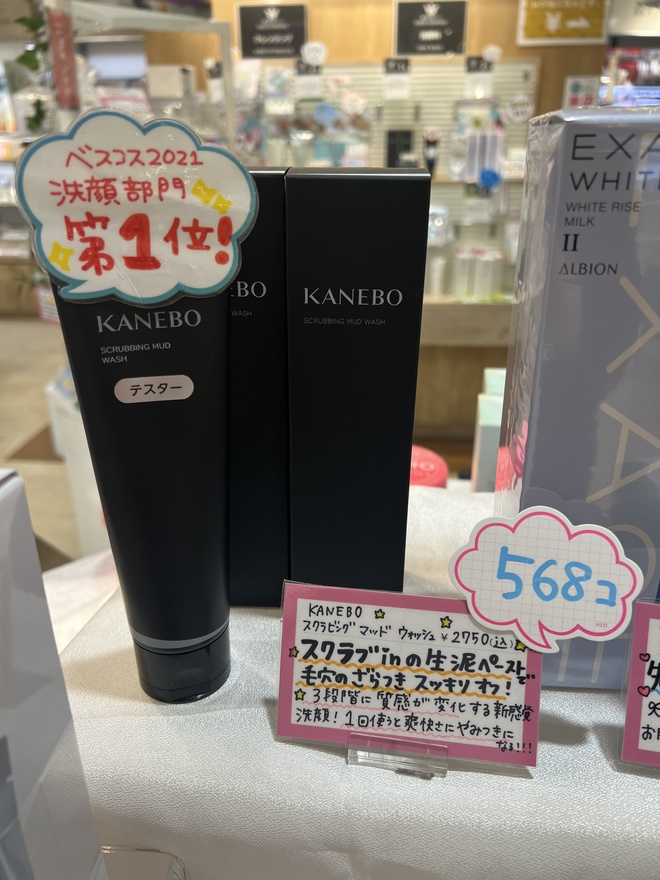 ベスコス2021
洗顔部門
第1位!
KANEBO
SCRUBBING MUD
WASH
テスター
KANEBO
SCRUBBING MUD WASH
EXA
WHIT
WHITE RISE
MILK
II
ALBION
568コ
KANEBO
スクラビング マッド ウォッシュ ¥2750(込)
スクラブinの生泥ペーストで
毛穴のざらつきスッキリオフ!
3段階に質感が変化する新感覚
洗顔!1回使うと爽快さにやみつきに
なる!!!